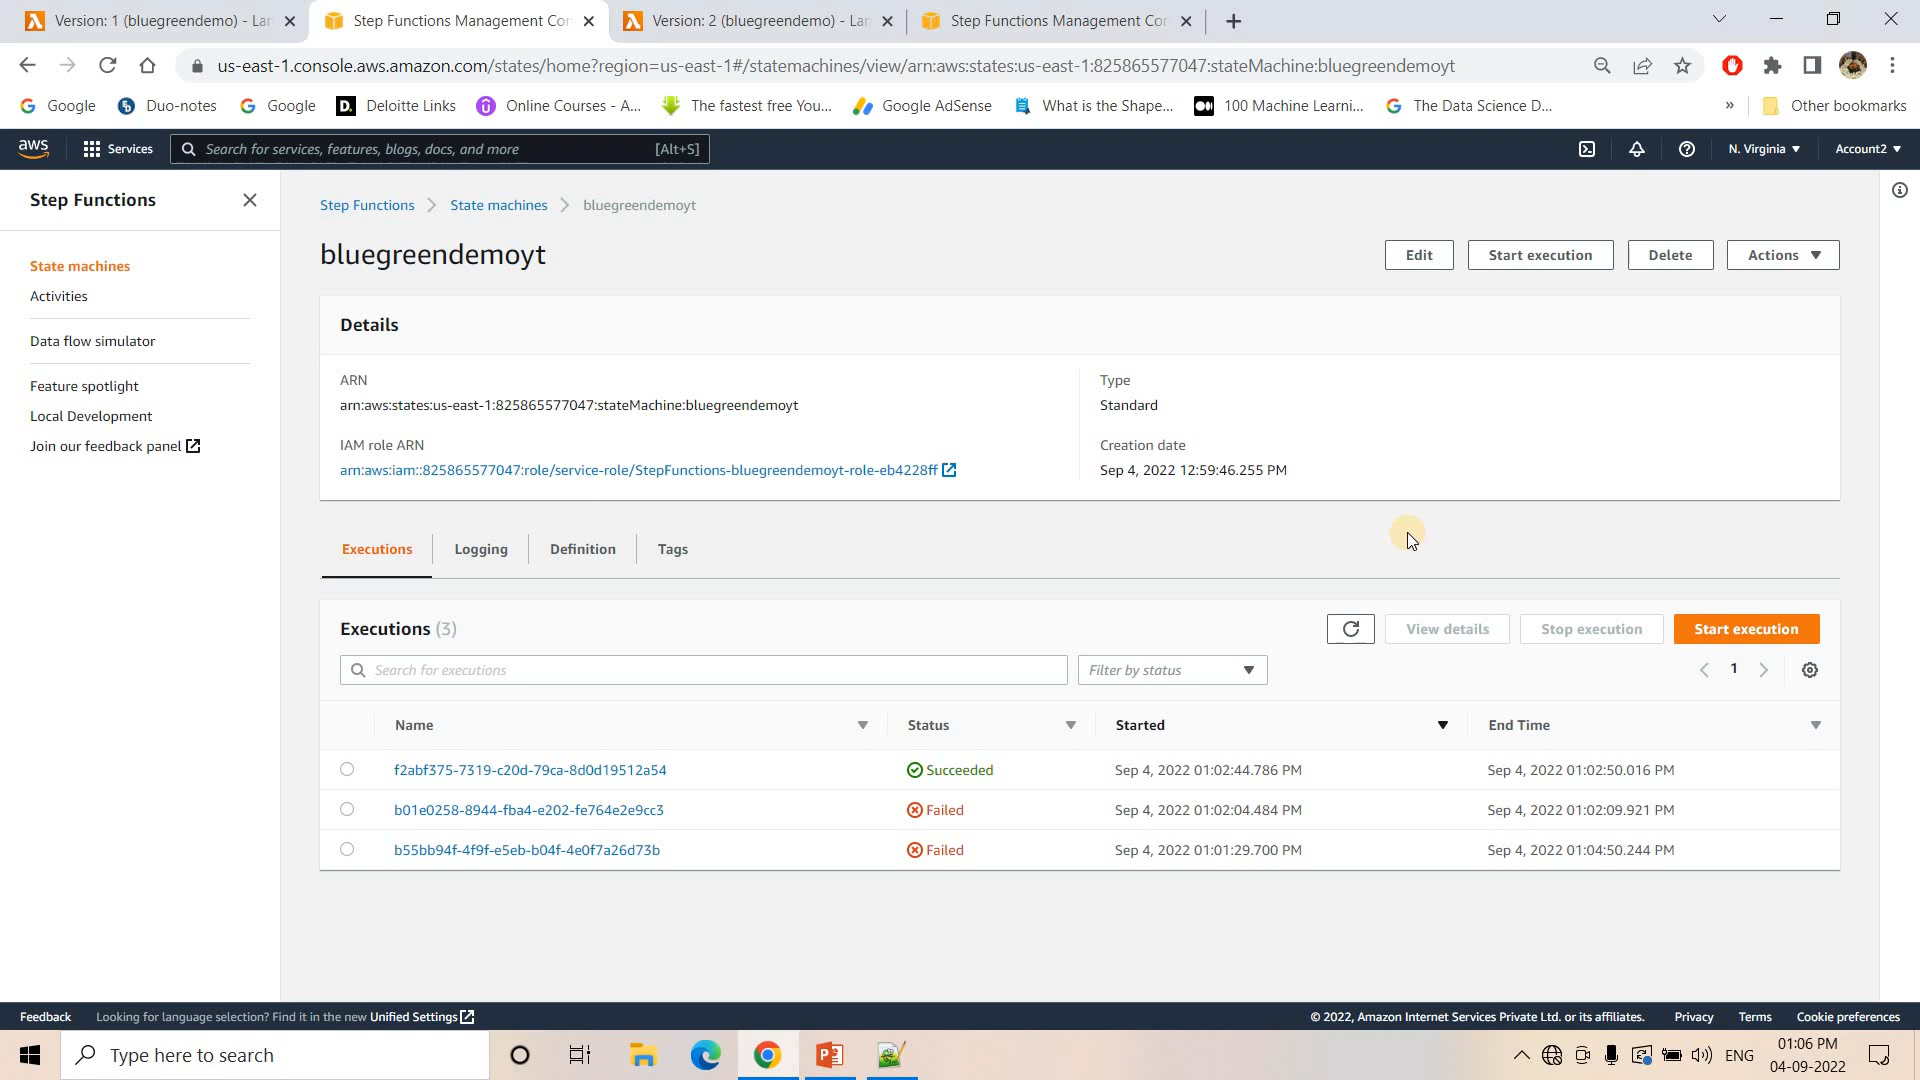 Version: 1 (bluegreendemo) - La
Step Functions Management Co
Version: 2 (bluegreendemo) - La
Step Functions Management Co
us-east-1.console.aws.amazon.com/states/home?region=us-east-1#/statemachines/view/arn:aws:states:us-east-1:825865577047:stateMachine:bluegreendemoyt
Google
Duo-notes
Google
Deloitte Links
Online Courses - A...
The fastest free You...
Google AdSense
What is the Shape...
100 Machine Learni...
The Data Science D...
»
Other bookmarks
aws
Services
Search for services, features, blogs, docs, and more
[Alt+S]
N. Virginia
Account2
Step Functions
State machines
Activities
Data flow simulator
Feature spotlight
Local Development
Join our feedback panel
Step Functions
State machines
bluegreendemoyt
bluegreendemoyt
Edit
Start execution
Delete
Actions
Details
ARN
arn:aws:states:us-east-1:825865577047:stateMachine:bluegreendemoyt
IAM role ARN
arn:aws:iam::825865577047:role/service-role/StepFunctions-bluegreendemoyt-role-eb4228ff
Type
Standard
Creation date
Sep 4, 2022 12:59:46.255 PM
Executions
Logging
Definition
Tags
Executions (3)
View details
Stop execution
Start execution
Search for executions
Filter by status
1
Name
Status
Started
End Time
f2abf375-7319-c20d-79ca-8d0d19512a54
Succeeded
Sep 4, 2022 01:02:44.786 PM
Sep 4, 2022 01:02:50.016 PM
b01e0258-8944-fba4-e202-fe764e2e9cc3
Failed
Sep 4, 2022 01:02:04.484 PM
Sep 4, 2022 01:02:09.921 PM
b55bb94f-4f9f-e5eb-b04f-4e0f7a26d73b
Failed
Sep 4, 2022 01:01:29.700 PM
Sep 4, 2022 01:04:50.244 PM
Feedback
Looking for language selection? Find it in the new Unified Settings
© 2022, Amazon Internet Services Private Ltd. or its affiliates.
Privacy
Terms
Cookie preferences
Type here to search
ENG
01:06 PM
04-09-2022